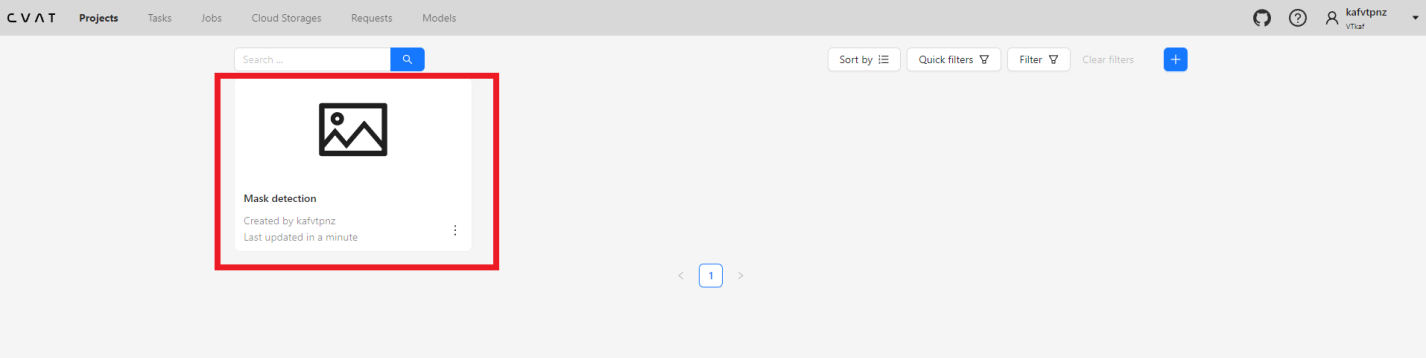 CVAT Projects Tasks Jobs Cloud Storages Requests Models kafvtpnz
VTkaf
Search ... Sort by Quick filters Filter Clear filters
Mask detection
Created by kafvtpnz
Last updated in a minute
1